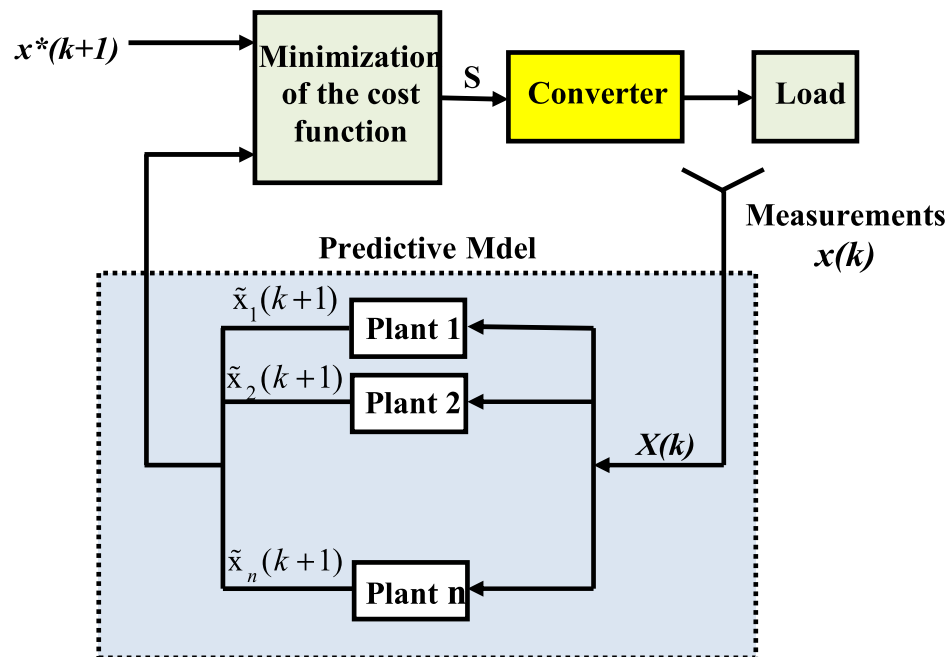 x*(k+1)
Minimization
of the cost
function
S
Converter
Load
Measurements
x(k)
Predictive Mdel
x̃₁(k+1)
Plant 1
x̃₂(k+1)
Plant 2
X(k)
x̃ₙ(k+1)
Plant n